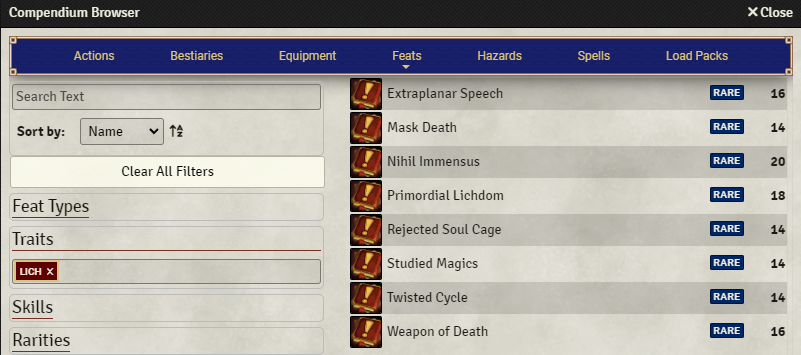 Compendium Browser
✕ Close
Actions Bestiaries Equipment Feats Hazards Spells Load Packs
Search Text
Sort by: Name
Clear All Filters
Feat Types
Traits
LICH X
Skills
Rarities
Extraplanar Speech RARE 16
Mask Death RARE 14
Nihil Immensus RARE 20
Primordial Lichdom RARE 18
Rejected Soul Cage RARE 14
Studied Magics RARE 14
Twisted Cycle RARE 14
Weapon of Death RARE 16